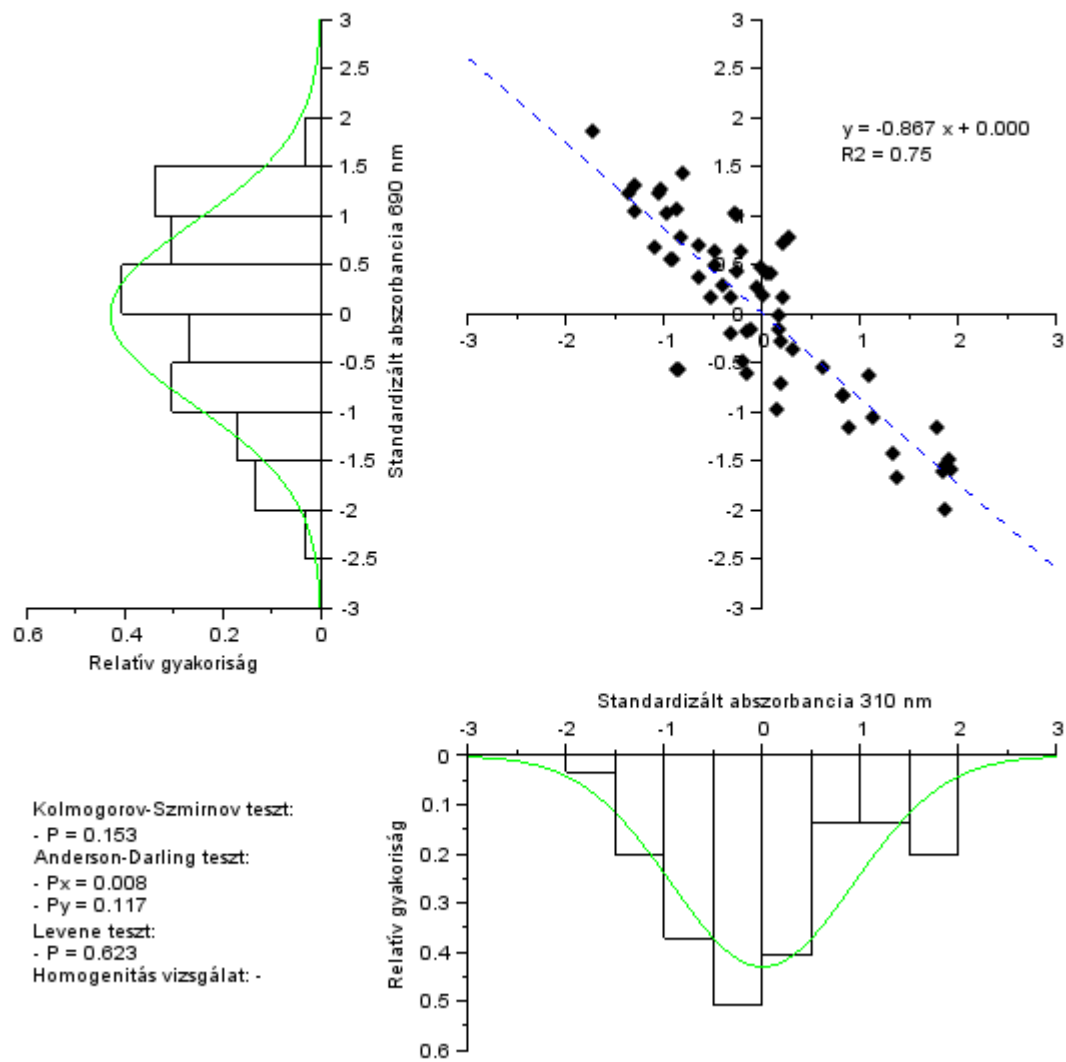 3
2.5
2
1.5
1
0.5
0
-0.5
-1
-1.5
-2
-2.5
-3
Standardizált abszorbancia 690 nm
0.6 0.4 0.2 0
Relatív gyakoriság
3
2.5
2
1.5
1
0.5
0
-0.5
-1
-1.5
-2
-2.5
-3
-3 -2 -1 0 1 2 3
y = -0.867 x + 0.000
R2 = 0.75
Standardizált abszorbancia 310 nm
-3 -2 -1 0 1 2 3
0
0.1
0.2
0.3
0.4
0.5
0.6
Relatív gyakoriság
Kolmogorov-Szmirnov teszt:
- P = 0.153
Anderson-Darling teszt:
- Px = 0.008
- Py = 0.117
Levene teszt:
- P = 0.623
Homogenitás vizsgálat: -